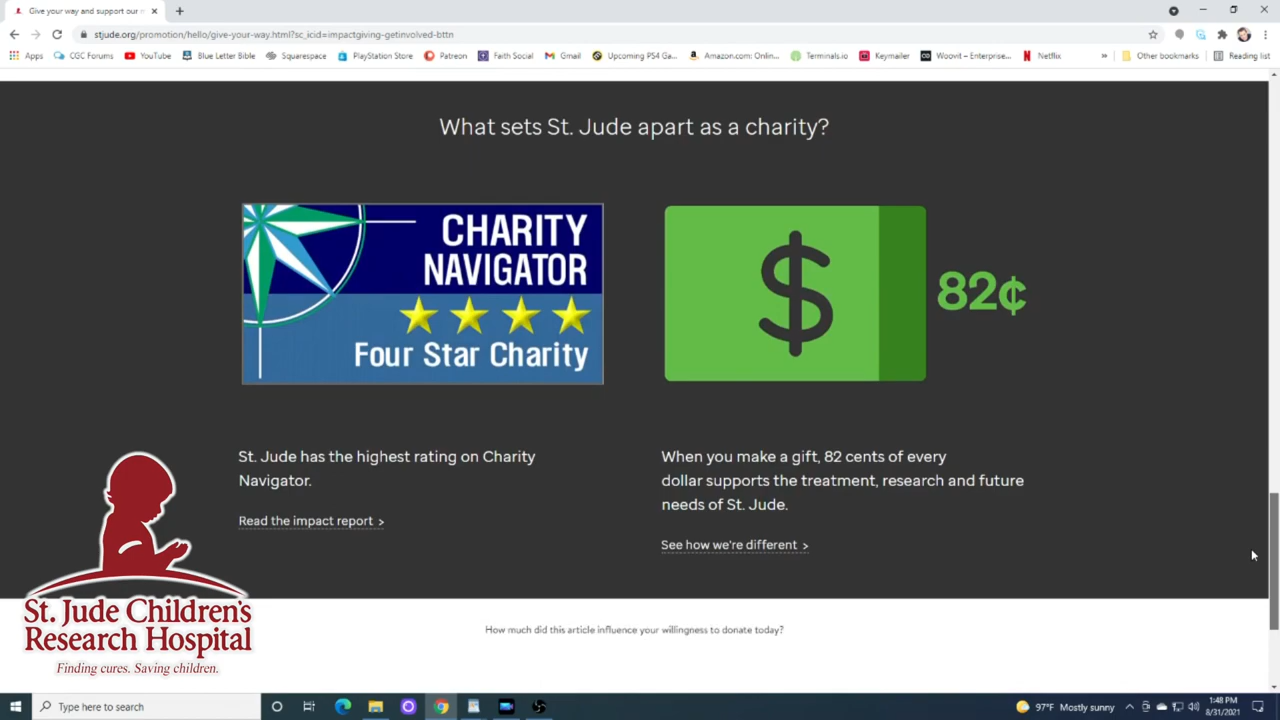 Give your way and support our m
stjude.org/promotion/hello/give-your-way.html?sc_icid=impactgiving-getinvolved-bttn
Apps CGC Forums YouTube Blue Letter Bible Squarespace PlayStation Store Patreon Faith Social Gmail Upcoming PS4 Ga... Amazon.com: Onlin... Terminals.io Keymailer Woovit – Enterprise... Netflix » Other bookmarks Reading list
What sets St. Jude apart as a charity?
CHARITY
NAVIGATOR
Four Star Charity
$
82¢
St. Jude has the highest rating on Charity
Navigator.
Read the impact report >
When you make a gift, 82 cents of every
dollar supports the treatment, research and future
needs of St. Jude.
See how we're different >
St. Jude Children's
Research Hospital
Finding cures. Saving children.
How much did this article influence your willingness to donate today?
Type here to search
97°F Mostly sunny
1:48 PM
8/31/2021